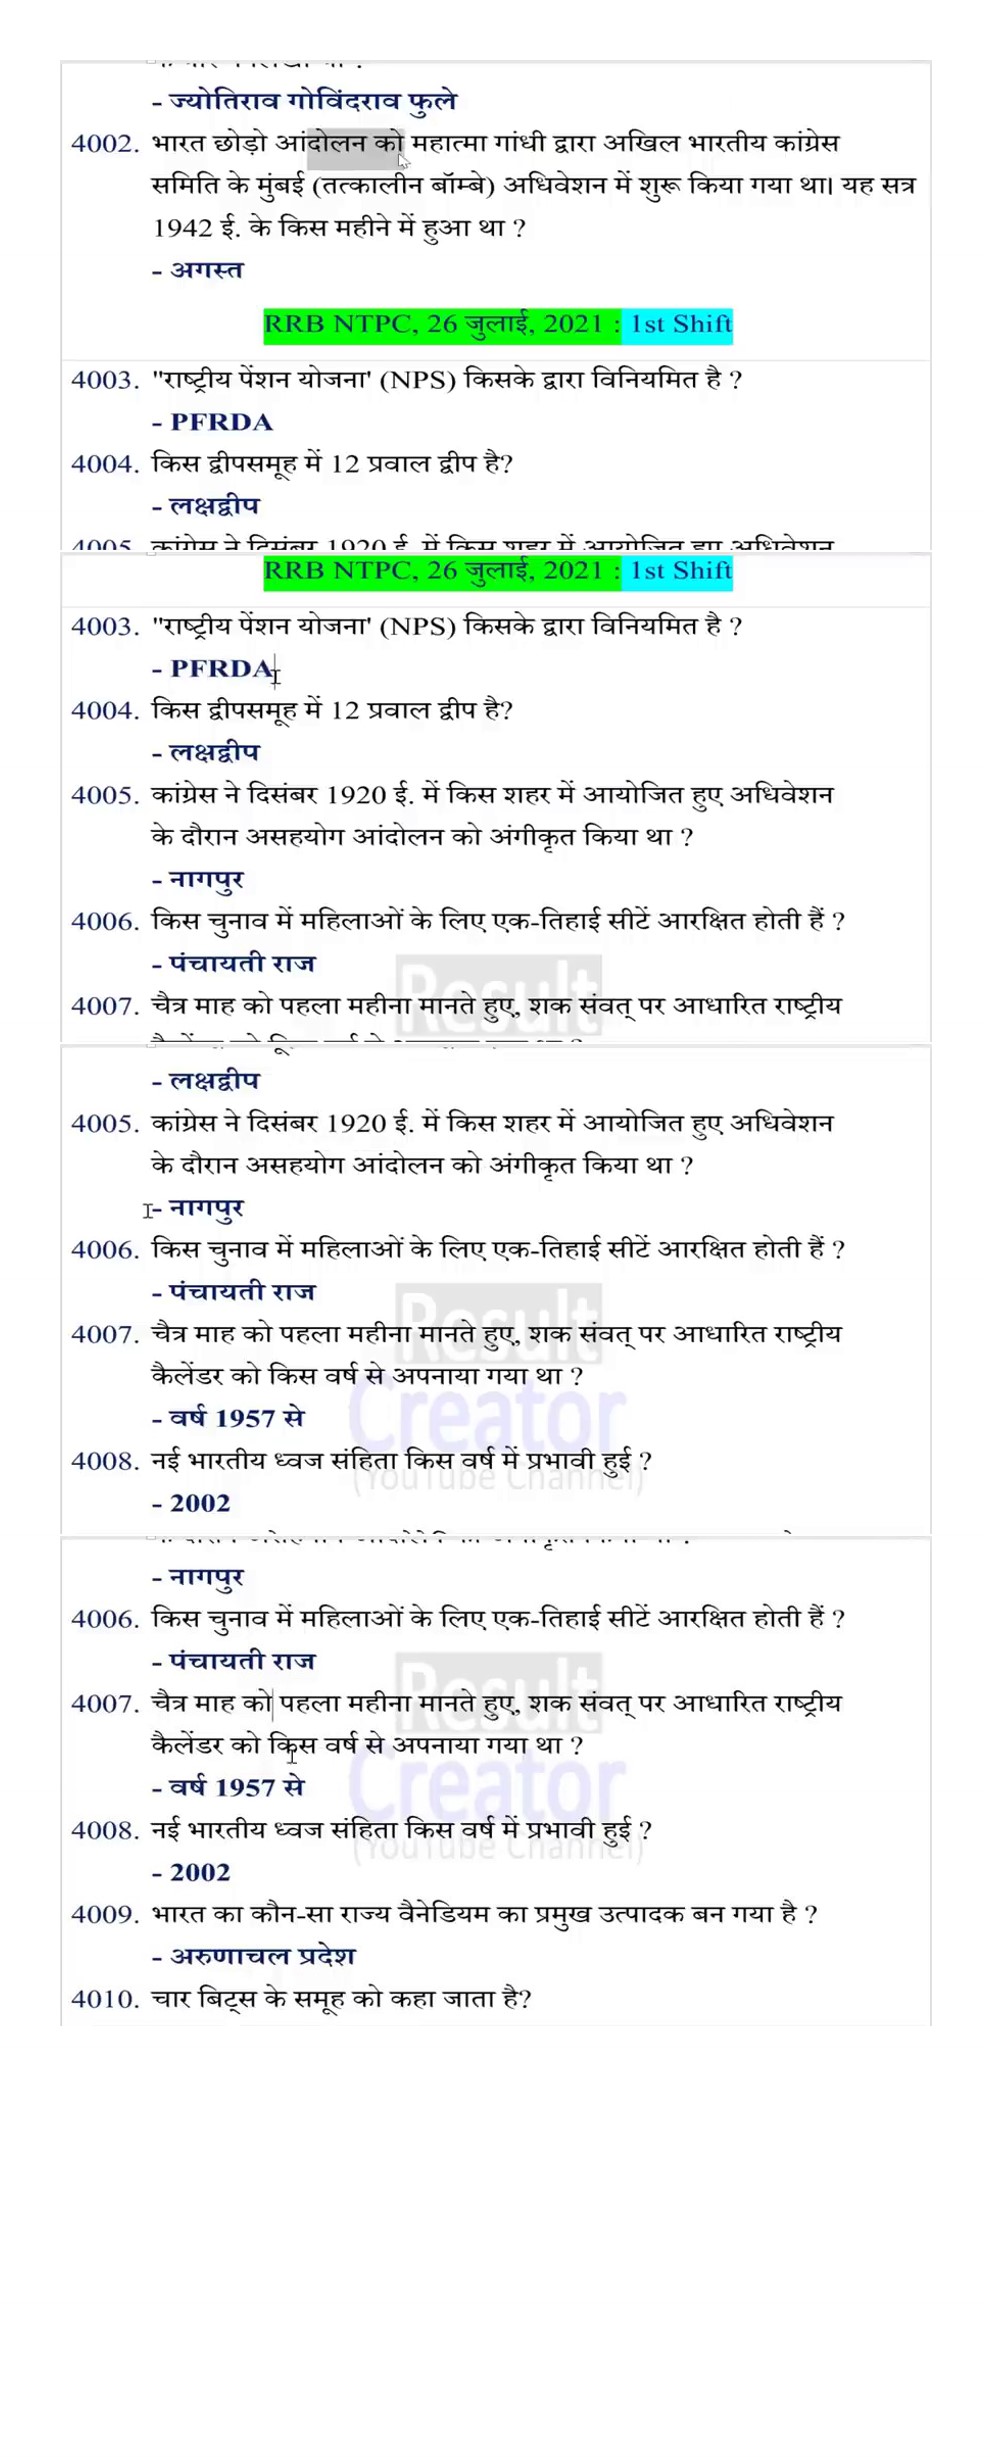 - ज्योतिराव गोविंदराव फुले
4002. भारत छोड़ो आंदोलन को महात्मा गांधी द्वारा अखिल भारतीय कांग्रेस
समिति के मुंबई (तत्कालीन बॉम्बे) अधिवेशन में शुरू किया गया था। यह सत्र
1942 ई. के किस महीने में हुआ था ?
- अगस्त
RRB NTPC, 26 जुलाई, 2021 : 1st Shift
4003. "राष्ट्रीय पेंशन योजना' (NPS) किसके द्वारा विनियमित है ?
- PFRDA
4004. किस द्वीपसमूह में 12 प्रवाल द्वीप है?
- लक्षद्वीप
4005. कांग्रेस ने दिसंबर 1920 ई. में किस शहर में आयोजित हुए अधिवेशन
RRB NTPC, 26 जुलाई, 2021 : 1st Shift
4003. "राष्ट्रीय पेंशन योजना' (NPS) किसके द्वारा विनियमित है ?
- PFRDA
4004. किस द्वीपसमूह में 12 प्रवाल द्वीप है?
- लक्षद्वीप
4005. कांग्रेस ने दिसंबर 1920 ई. में किस शहर में आयोजित हुए अधिवेशन
के दौरान असहयोग आंदोलन को अंगीकृत किया था ?
- नागपुर
4006. किस चुनाव में महिलाओं के लिए एक-तिहाई सीटें आरक्षित होती हैं ?
- पंचायती राज
Result
4007. चैत्र माह को पहला महीना मानते हुए, शक संवत् पर आधारित राष्ट्रीय
- लक्षद्वीप
4005. कांग्रेस ने दिसंबर 1920 ई. में किस शहर में आयोजित हुए अधिवेशन
के दौरान असहयोग आंदोलन को अंगीकृत किया था ?
- नागपुर
4006. किस चुनाव में महिलाओं के लिए एक-तिहाई सीटें आरक्षित होती हैं ?
- पंचायती राज
Result
4007. चैत्र माह को पहला महीना मानते हुए, शक संवत् पर आधारित राष्ट्रीय
कैलेंडर को किस वर्ष से अपनाया गया था ?
Creator
- वर्ष 1957 से
4008. नई भारतीय ध्वज संहिता किस वर्ष में प्रभावी हुई ?
(YouTube Channel)
- 2002
- नागपुर
4006. किस चुनाव में महिलाओं के लिए एक-तिहाई सीटें आरक्षित होती हैं ?
- पंचायती राज
Result
4007. चैत्र माह को पहला महीना मानते हुए, शक संवत् पर आधारित राष्ट्रीय
कैलेंडर को किस वर्ष से अपनाया गया था ?
Creator
- वर्ष 1957 से
4008. नई भारतीय ध्वज संहिता किस वर्ष में प्रभावी हुई ?
(YouTube Channel)
- 2002
4009. भारत का कौन-सा राज्य वैनेडियम का प्रमुख उत्पादक बन गया है ?
- अरुणाचल प्रदेश
4010. चार बिट्स के समूह को कहा जाता है?